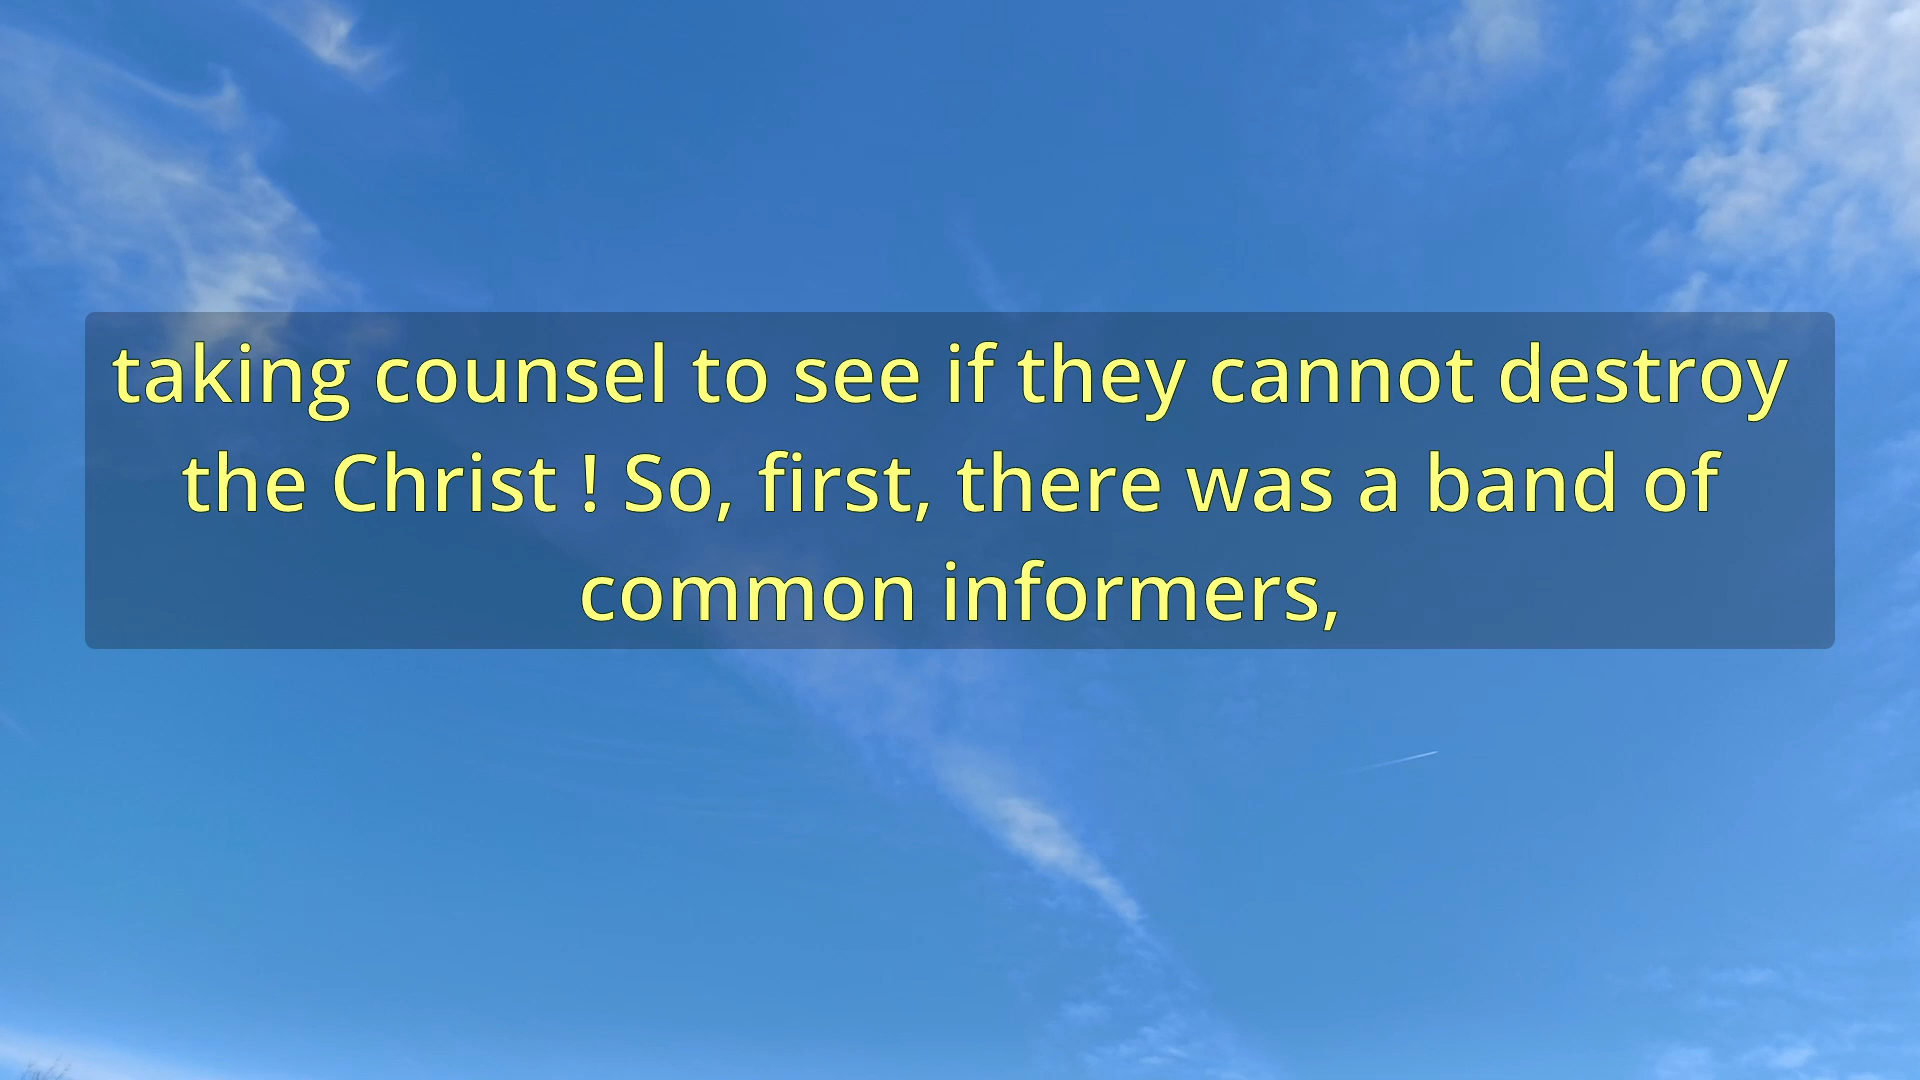 taking counsel to see if they cannot destroy
the Christ ! So, first, there was a band of
common informers,